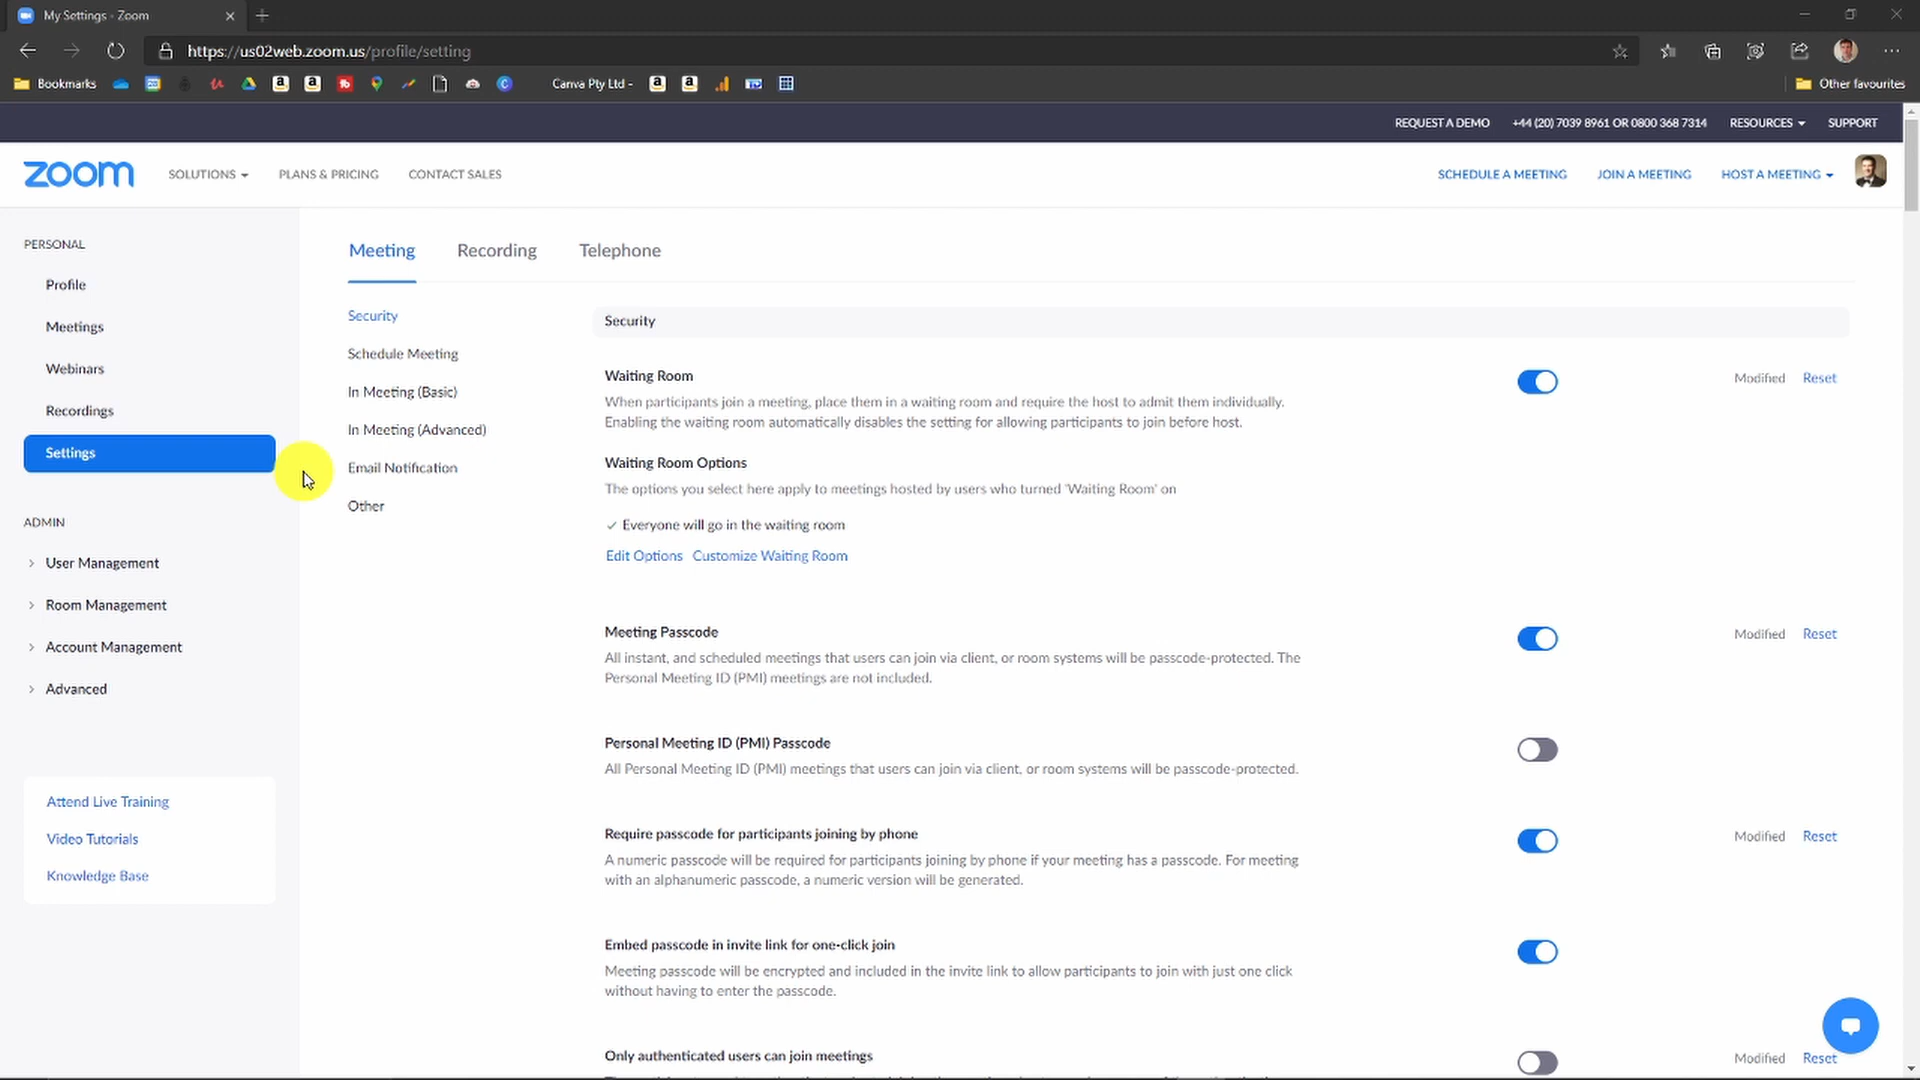 My Settings - Zoom
https://us02web.zoom.us/profile/setting
Bookmarks
Canva Pty Ltd -
Other favourites
REQUEST A DEMO
+44 (20) 7039 8961 OR 0800 368 7314
RESOURCES
SUPPORT
zoom
SOLUTIONS
PLANS & PRICING
CONTACT SALES
SCHEDULE A MEETING
JOIN A MEETING
HOST A MEETING
PERSONAL
Profile
Meetings
Webinars
Recordings
Settings
ADMIN
User Management
Room Management
Account Management
Advanced
Attend Live Training
Video Tutorials
Knowledge Base
Meeting
Recording
Telephone
Security
Schedule Meeting
In Meeting (Basic)
In Meeting (Advanced)
Email Notification
Other
Security
Waiting Room
When participants join a meeting, place them in a waiting room and require the host to admit them individually.
Enabling the waiting room automatically disables the setting for allowing participants to join before host.
Modified
Reset
Waiting Room Options
The options you select here apply to meetings hosted by users who turned 'Waiting Room' on
✓ Everyone will go in the waiting room
Edit Options
Customize Waiting Room
Meeting Passcode
All instant, and scheduled meetings that users can join via client, or room systems will be passcode-protected. The
Personal Meeting ID (PMI) meetings are not included.
Modified
Reset
Personal Meeting ID (PMI) Passcode
All Personal Meeting ID (PMI) meetings that users can join via client, or room systems will be passcode-protected.
Require passcode for participants joining by phone
A numeric passcode will be required for participants joining by phone if your meeting has a passcode. For meeting
with an alphanumeric passcode, a numeric version will be generated.
Modified
Reset
Embed passcode in invite link for one-click join
Meeting passcode will be encrypted and included in the invite link to allow participants to join with just one click
without having to enter the passcode.
Only authenticated users can join meetings
Modified
Reset